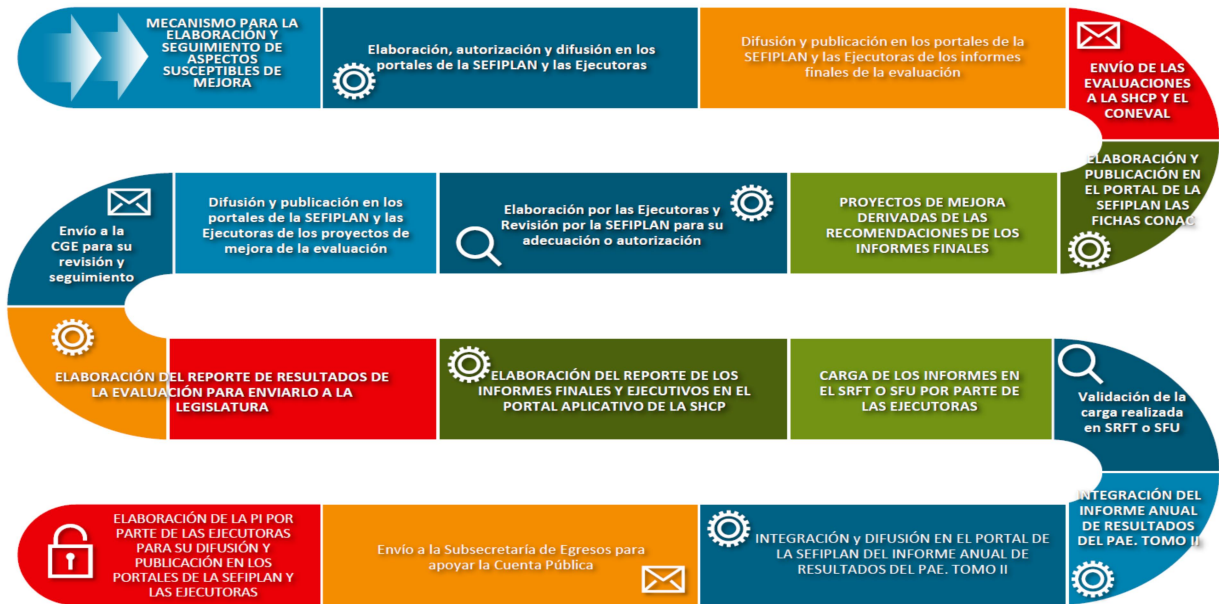 MECANISMO PARA LA
ELABORACIÓN Y
SEGUIMIENTO DE
ASPECTOS
SUSCEPTIBLES DE
MEJORA
Elaboración, autorización y difusión en los
portales de la SEFIPLAN y las Ejecutoras
Difusión y publicación en los portales de la
SEFIPLAN y las Ejecutoras de los informes
finales de la evaluación
ENVÍO DE LAS
EVALUACIONES
A LA SHCP Y EL
CONEVAL
ELABORACIÓN Y
PUBLICACIÓN EN
EL PORTAL DE LA
SEFIPLAN LAS
FICHAS CONAC
PROYECTOS DE MEJORA
DERIVADAS DE LAS
RECOMENDACIONES DE LOS
INFORMES FINALES
Elaboración por las Ejecutoras y
Revisión por la SEFIPLAN para su
adecuación o autorización
Difusión y publicación en los
portales de la SEFIPLAN y las
Ejecutoras de los proyectos de
mejora de la evaluación
Envío a la
CGE para su
revisión y
seguimiento
ELABORACIÓN DEL REPORTE DE RESULTADOS DE
LA EVALUACIÓN PARA ENVIARLO A LA
LEGISLATURA
ELABORACIÓN DEL REPORTE DE LOS
INFORMES FINALES Y EJECUTIVOS EN EL
PORTAL APLICATIVO DE LA SHCP
CARGA DE LOS INFORMES EN
EL SRFT O SFU POR PARTE DE
LAS EJECUTORAS
Validación de la
carga realizada
en SRFT o SFU
INTEGRACIÓN DEL
INFORME ANUAL
DE RESULTADOS
DEL PAE. TOMO II
INTEGRACIÓN y DIFUSIÓN EN EL PORTAL DE
LA SEFIPLAN DEL INFORME ANUAL DE
RESULTADOS DEL PAE. TOMO II
Envío a la Subsecretaría de Egresos para
apoyar la Cuenta Pública
ELABORACIÓN DE LA PI POR
PARTE DE LAS EJECUTORAS
PARA SU DIFUSIÓN Y
PUBLICACIÓN EN LOS
PORTALES DE LA SEFIPLAN Y
LAS EJECUTORAS